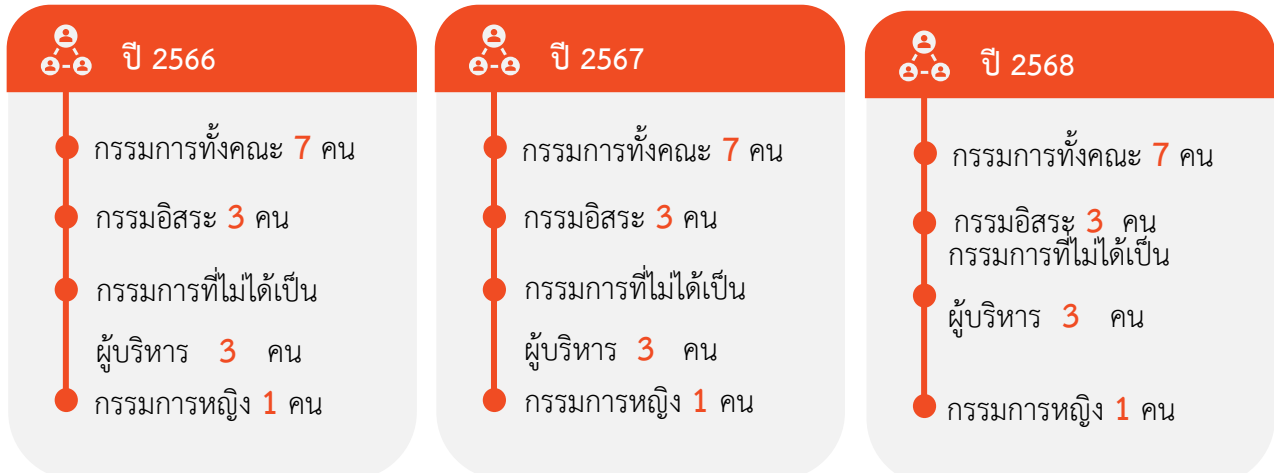 ปี 2566
กรรมการทั้งคณะ 7 คน
กรรมอิสระ 3 คน
กรรมการที่ไม่ได้เป็น
ผู้บริหาร 3 คน
กรรมการหญิง 1 คน
ปี 2567
กรรมการทั้งคณะ 7 คน
กรรมอิสระ 3 คน
กรรมการที่ไม่ได้เป็น
ผู้บริหาร 3 คน
กรรมการหญิง 1 คน
ปี 2568
กรรมการทั้งคณะ 7 คน
กรรมอิสระ 3 คน
กรรมการที่ไม่ได้เป็น
ผู้บริหาร 3 คน
กรรมการหญิง 1 คน